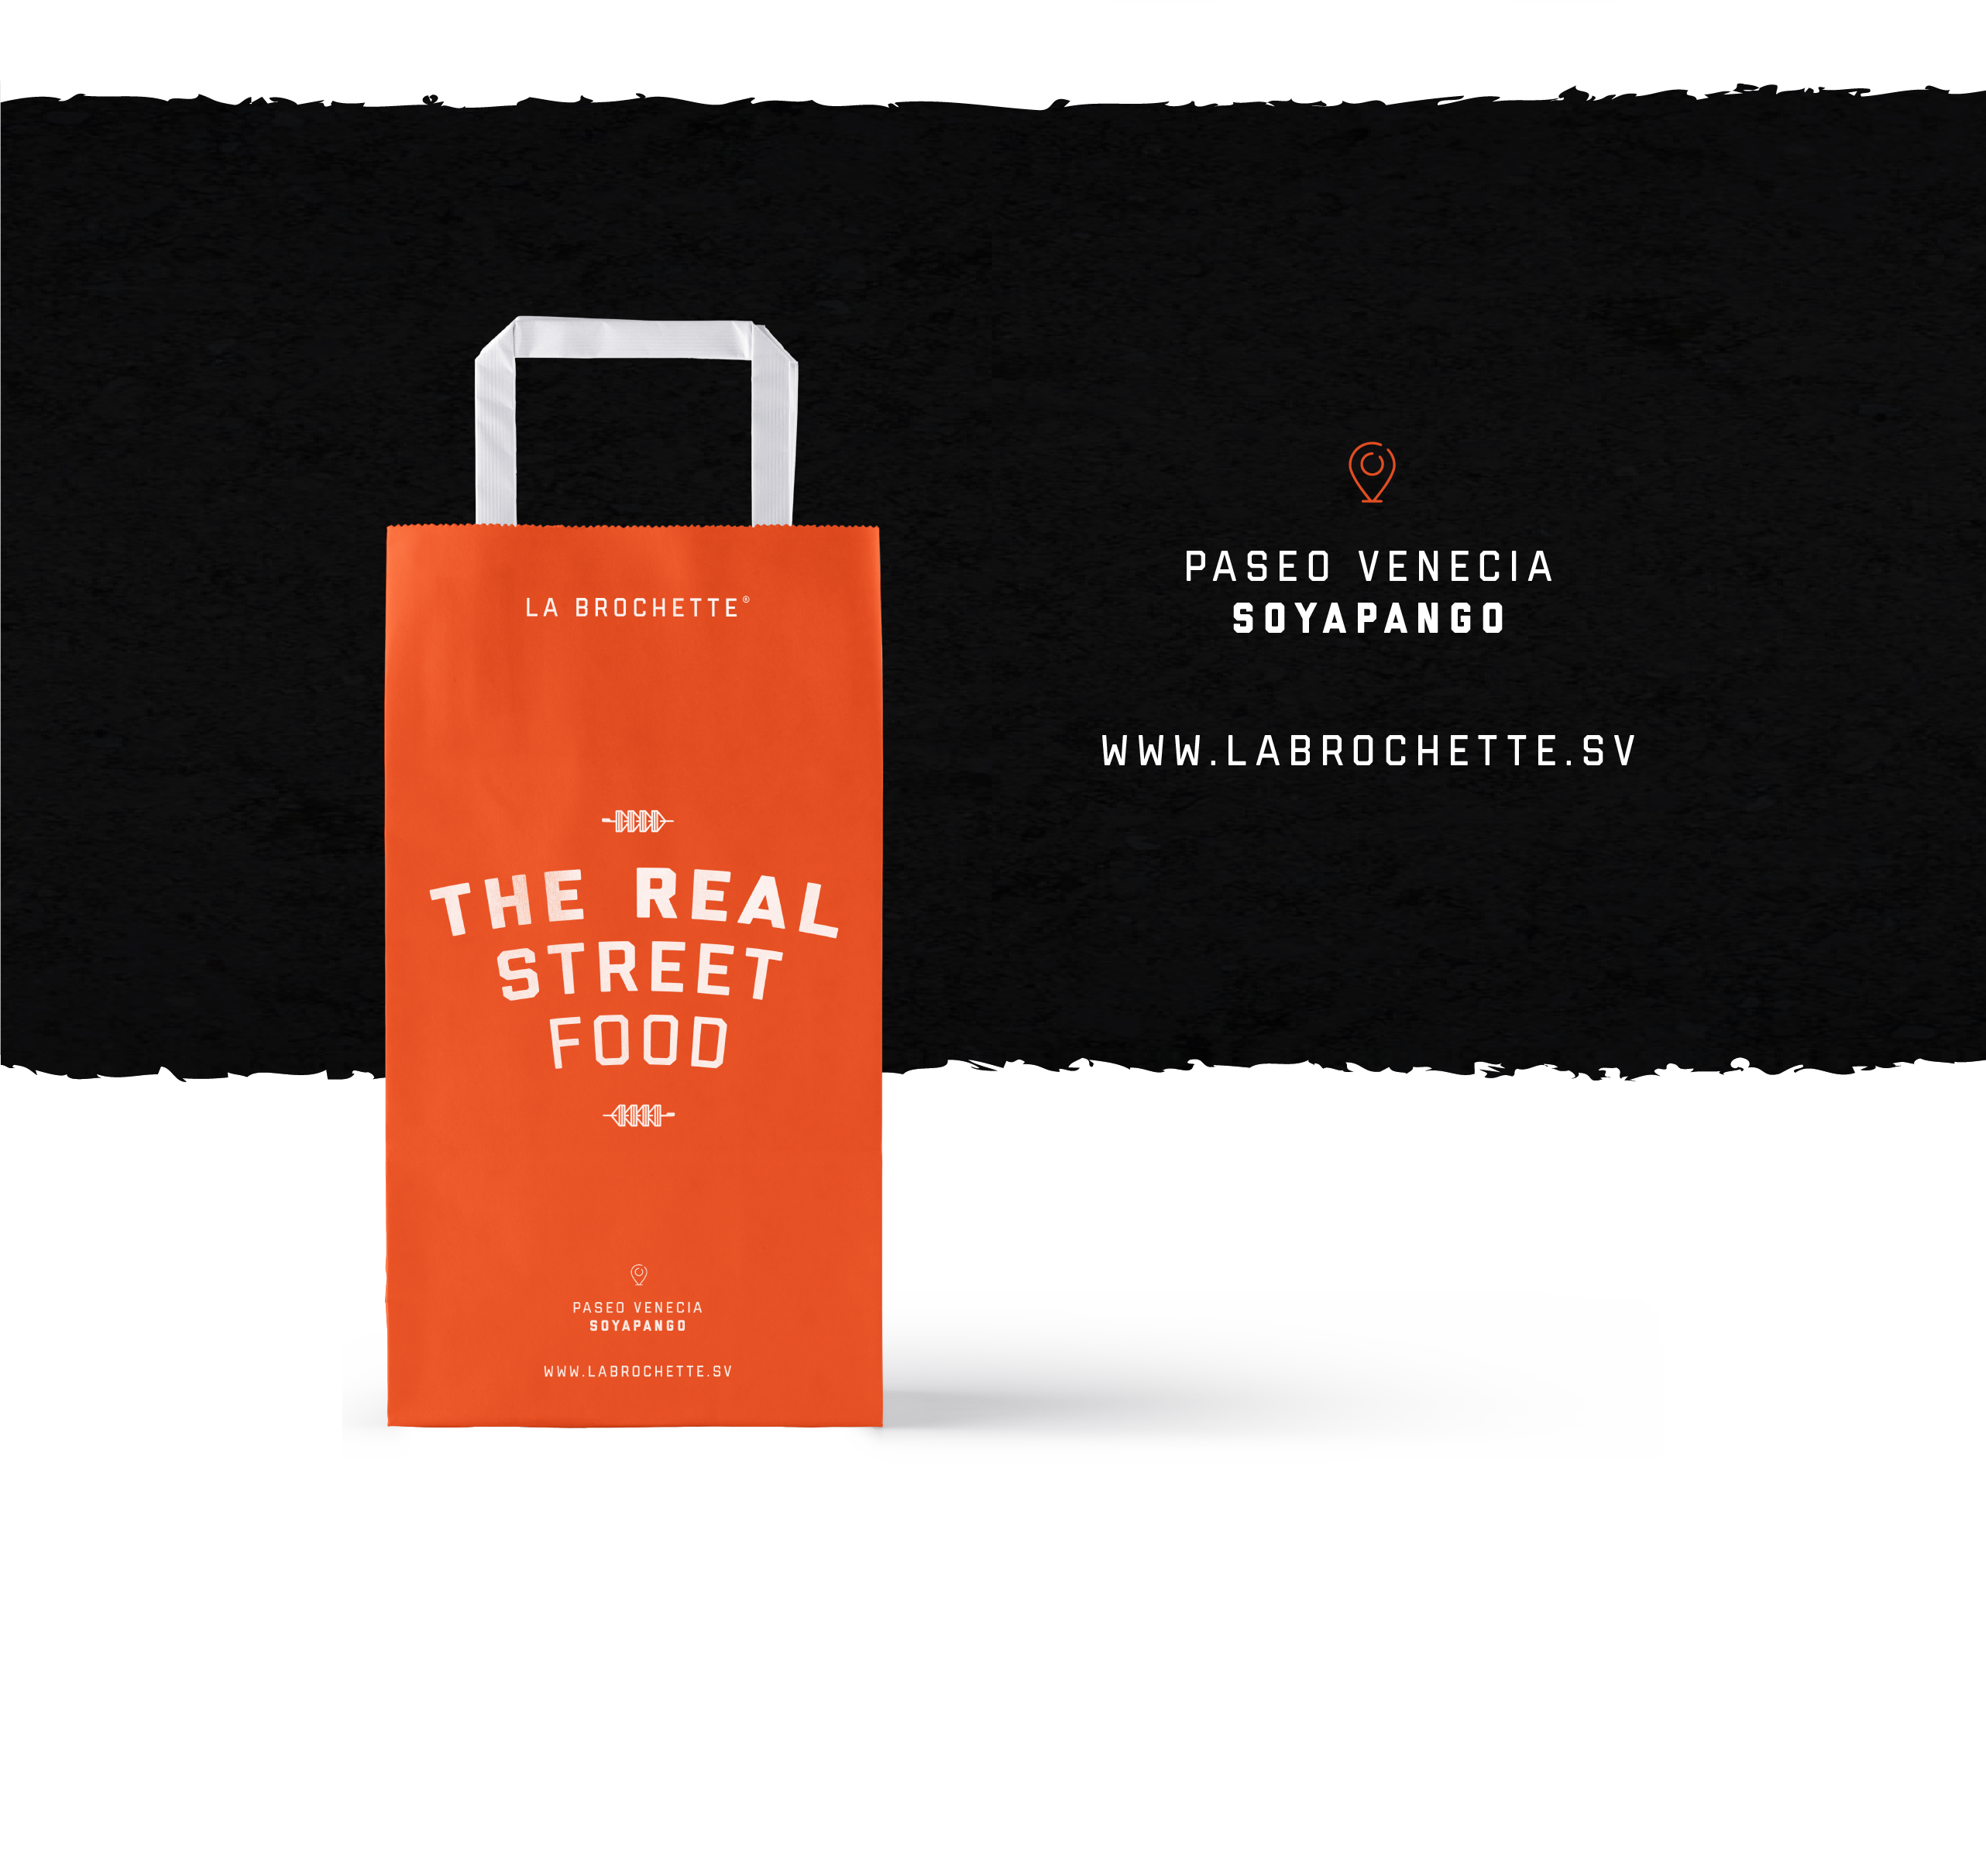 LA BROCHETTE®
THE REAL
STREET
FOOD
PASEO VENECIA
SOYAPANGO
WWW.LABROCHETTE.SV
PASEO VENECIA
SOYAPANGO
WWW.LABROCHETTE.SV